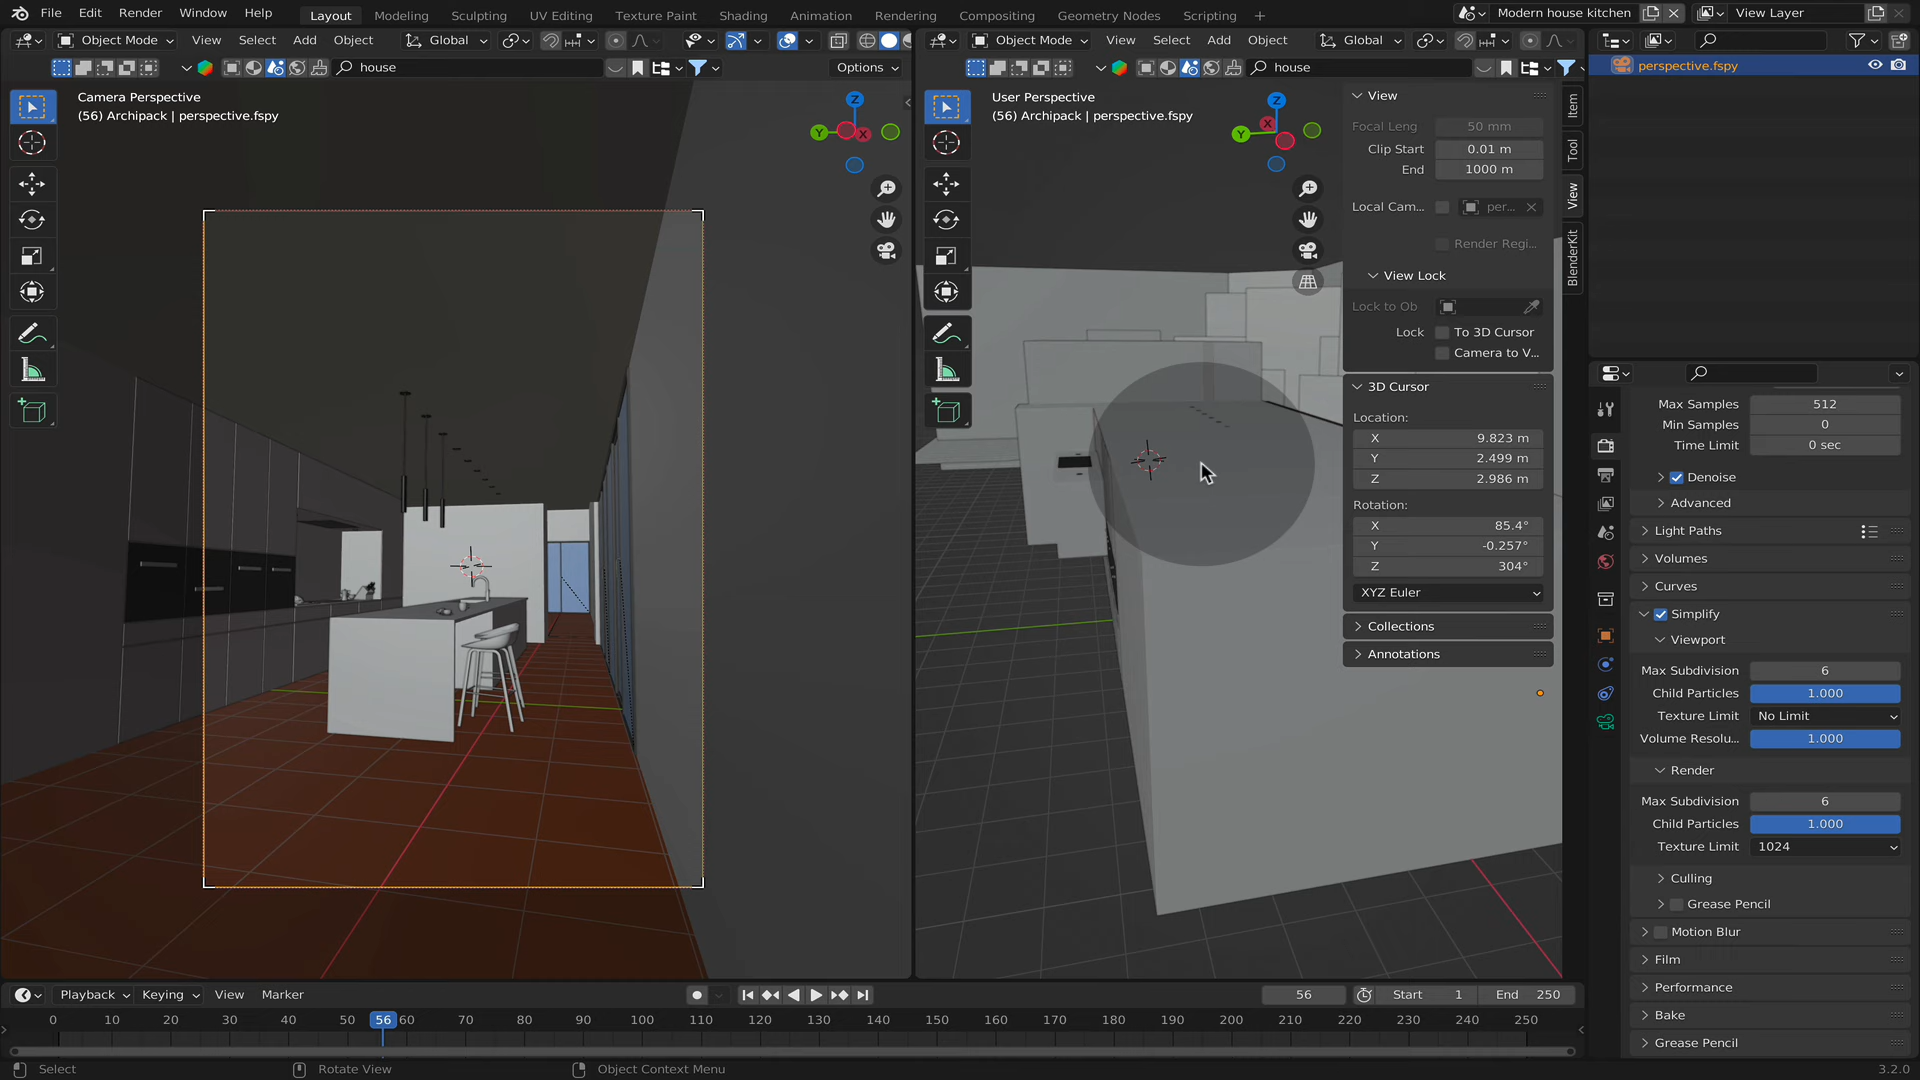 File Edit Render Window Help Layout Modeling Sculpting UV Editing Texture Paint Shading Animation Rendering Compositing Geometry Nodes Scripting + Modern house kitchen View Layer
Object Mode View Select Add Object Global
Object Mode View Select Add Object Global
house Options
house
perspective.fspy
Camera Perspective
(56) Archipack | perspective.fspy
Z
Y
X
User Perspective
(56) Archipack | perspective.fspy
Z
X
Y
View
Focal Leng 50 mm
Clip Start 0.01 m
End 1000 m
Local Cam... per...
Render Regi...
View Lock
Lock to Ob
Lock To 3D Cursor
Camera to V...
3D Cursor
Location:
X 9.823 m
Y 2.499 m
Z 2.986 m
Rotation:
X 85.4°
Y -0.257°
Z 304°
XYZ Euler
Collections
Annotations
Item
Tool
View
BlenderKit
Max Samples 512
Min Samples 0
Time Limit 0 sec
Denoise
Advanced
Light Paths
Volumes
Curves
Simplify
Viewport
Max Subdivision 6
Child Particles 1.000
Texture Limit No Limit
Volume Resolu... 1.000
Render
Max Subdivision 6
Child Particles 1.000
Texture Limit 1024
Culling
Grease Pencil
Motion Blur
Film
Performance
Bake
Grease Pencil
Playback Keying View Marker 56 Start 1 End 250
0 10 20 30 40 50 56 60 70 80 90 100 110 120 130 140 150 160 170 180 190 200 210 220 230 240 250
Select Rotate View Object Context Menu 3.2.0